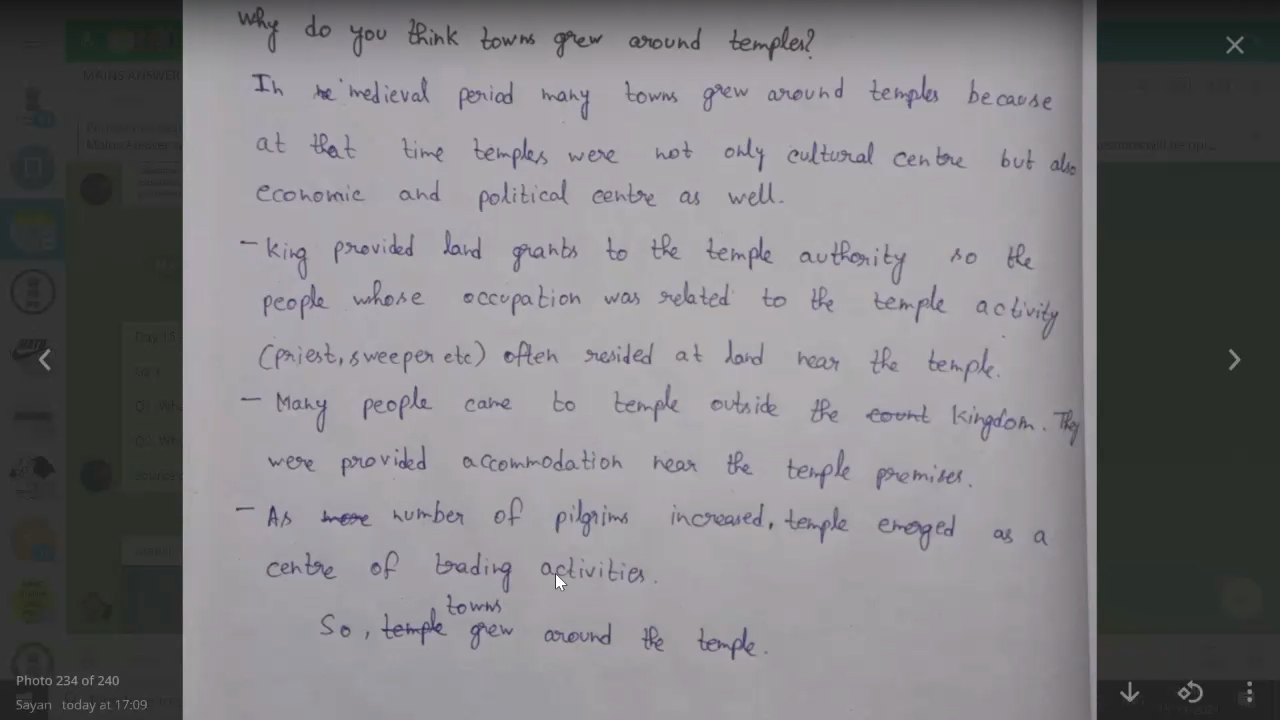 Why do you think towns grew around temples?
In medieval period many towns grew around temples because
at that time temples were not only cultural centre but also
economic and political centre as well.
- King provided land grants to the temple authority so the
people whose occupation was related to the temple activity
(priest, sweeper etc) often resided at land near the temple.
- Many people came to temple outside the count kingdom. They
were provided accommodation near the temple premises.
- As more number of pilgrims increased, temple emerged as a
centre of trading activities.
towns
So, temple grew around the temple.
MAINS ANSWER
Photo 234 of 240
Sayan today at 17:09